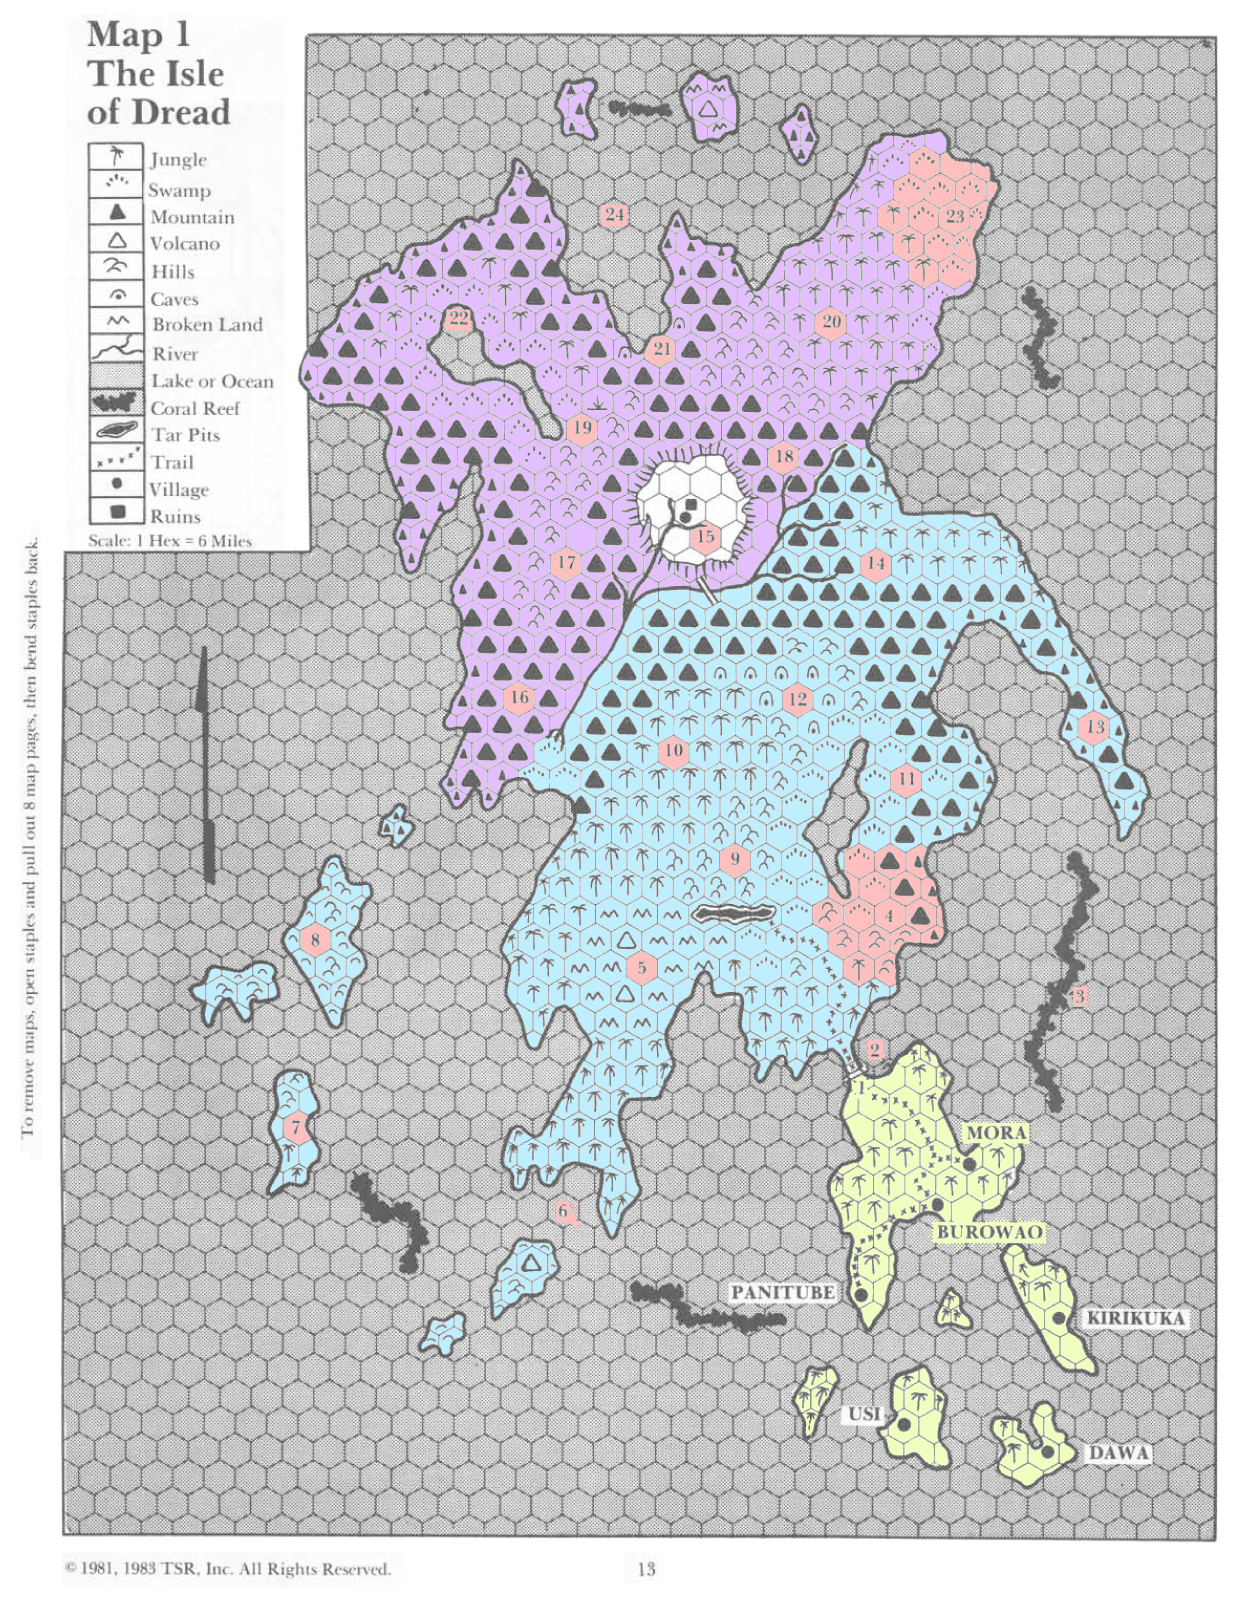 Map 1
The Isle
of Dread
Jungle
Swamp
Mountain
Volcano
Hills
Caves
Broken Land
River
Lake or Ocean
Coral Reef
Tar Pits
Trail
Village
Ruins
Scale: 1 Hex = 6 Miles
24
23
22
20
21
19
18
15
17
14
16
12
13
10
11
9
4
8
5
3
2
1
7
MORA
6
BUROWAO
PANITUBE
KIRIKUKA
USI
DAWA
To remove maps, open staples and pull out 8 map pages, then bend staples back.
© 1981, 1983 TSR, Inc. All Rights Reserved.
13